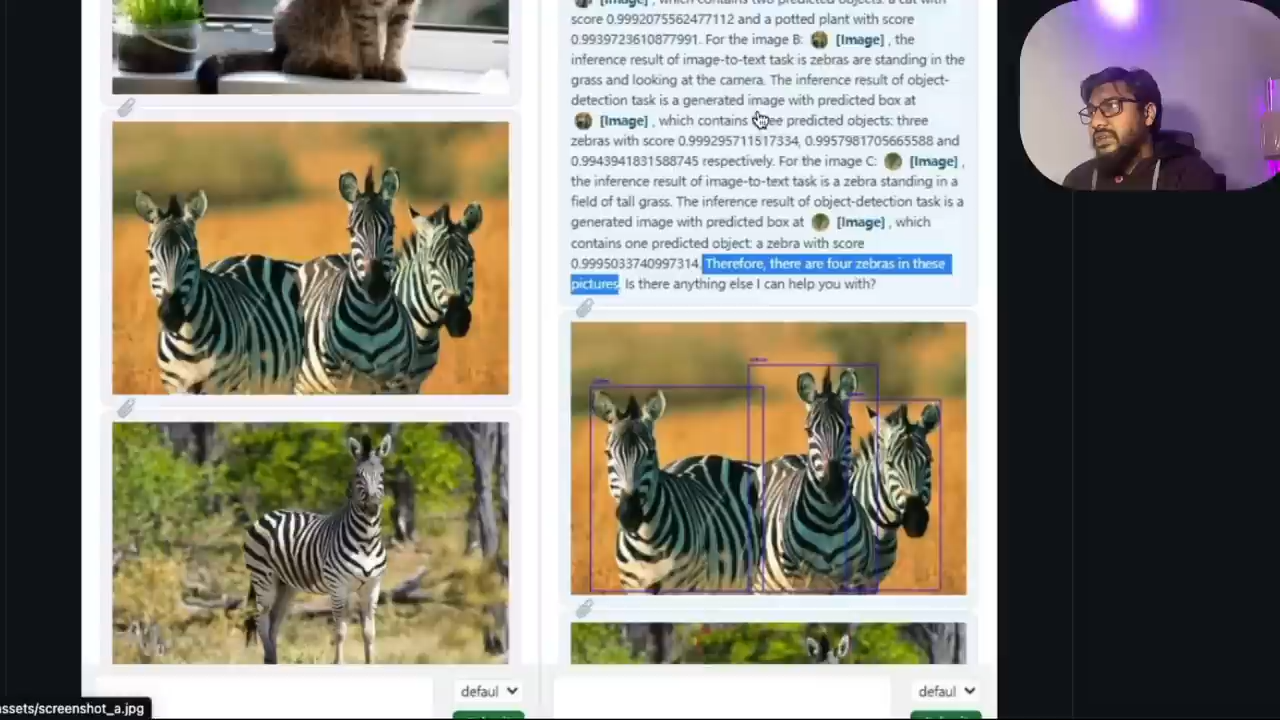 [Image] , which contains two predicted objects: a cat with
score 0.9992075562477112 and a potted plant with score
0.9939723610877991. For the image B: [Image] , the
inference result of image-to-text task is zebras are standing in the
grass and looking at the camera. The inference result of object-
detection task is a generated image with predicted box at
[Image] , which contains three predicted objects: three
zebras with score 0.999295711517334, 0.9957981705665588 and
0.9943941831588745 respectively. For the image C: [Image] ,
the inference result of image-to-text task is a zebra standing in a
field of tall grass. The inference result of object-detection task is a
generated image with predicted box at [Image] , which
contains one predicted object: a zebra with score
0.9995033740997314. Therefore, there are four zebras in these
pictures. Is there anything else I can help you with?
defaul
defaul
assets/screenshot_a.jpg